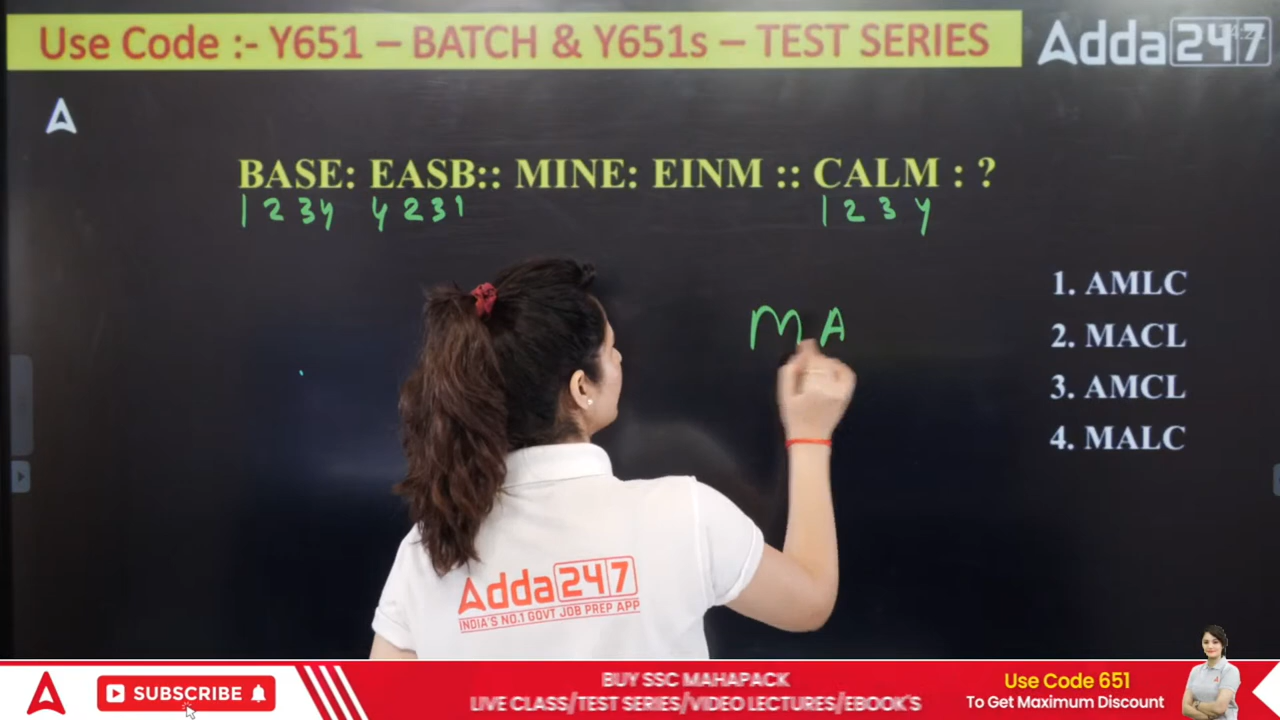 Use Code :- Y651 – BATCH & Y651s – TEST SERIES
Adda247
BASE: EASB:: MINE: EINM :: CALM : ?
1 2 3 4 4 2 3 1 1 2 3 4
1. AMLC
M A
2. MACL
3. AMCL
4. MALC
Adda247
INDIA'S NO.1 GOVT JOB PREP APP
SUBSCRIBE
BUY SSC MAHAPACK
LIVE CLASS/TEST SERIES/VIDEO LECTURES/EBOOK'S
Use Code 651
To Get Maximum Discount